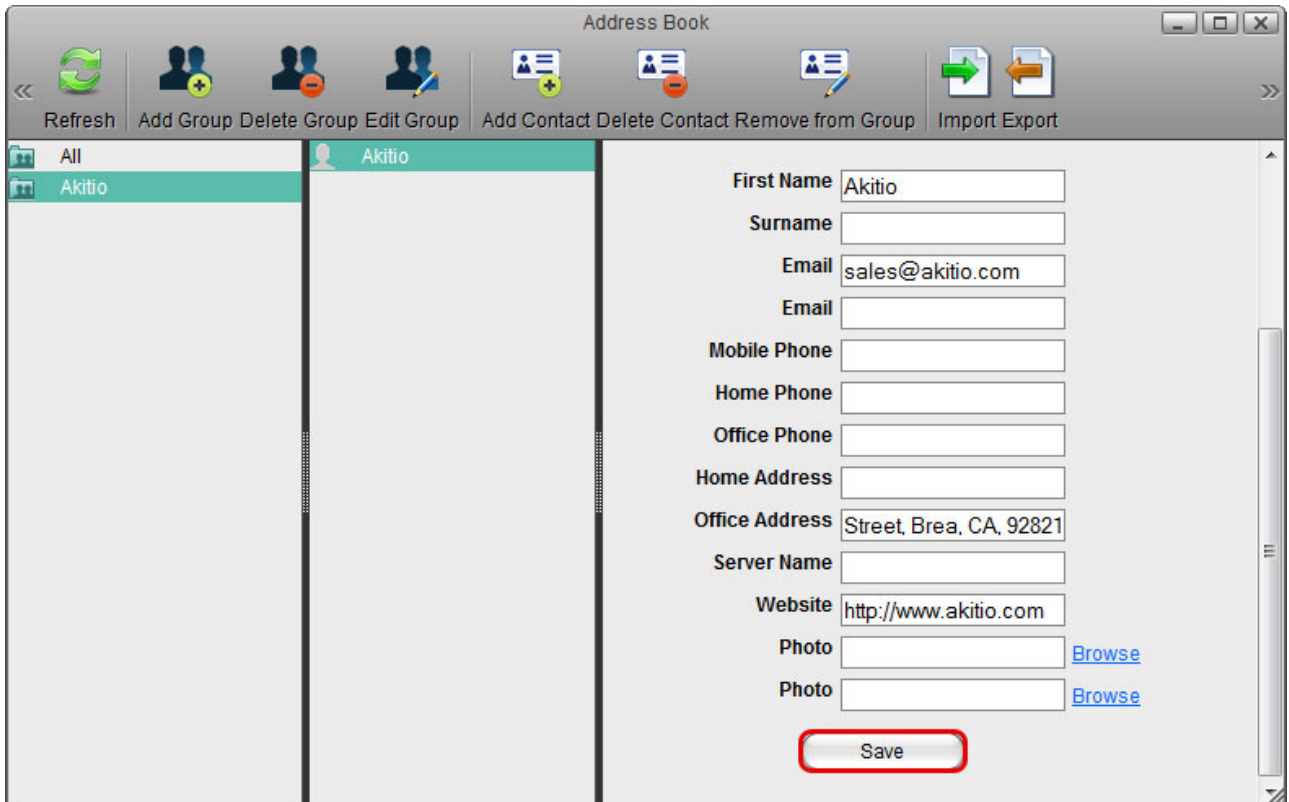 Address Book
Refresh Add Group Delete Group Edit Group Add Contact Delete Contact Remove from Group Import Export
All
Akitio
Akitio
First Name Akitio
Surname
Email sales@akitio.com
Email
Mobile Phone
Home Phone
Office Phone
Home Address
Office Address Street, Brea, CA, 92821
Server Name
Website http://www.akitio.com
Photo Browse
Photo Browse
Save